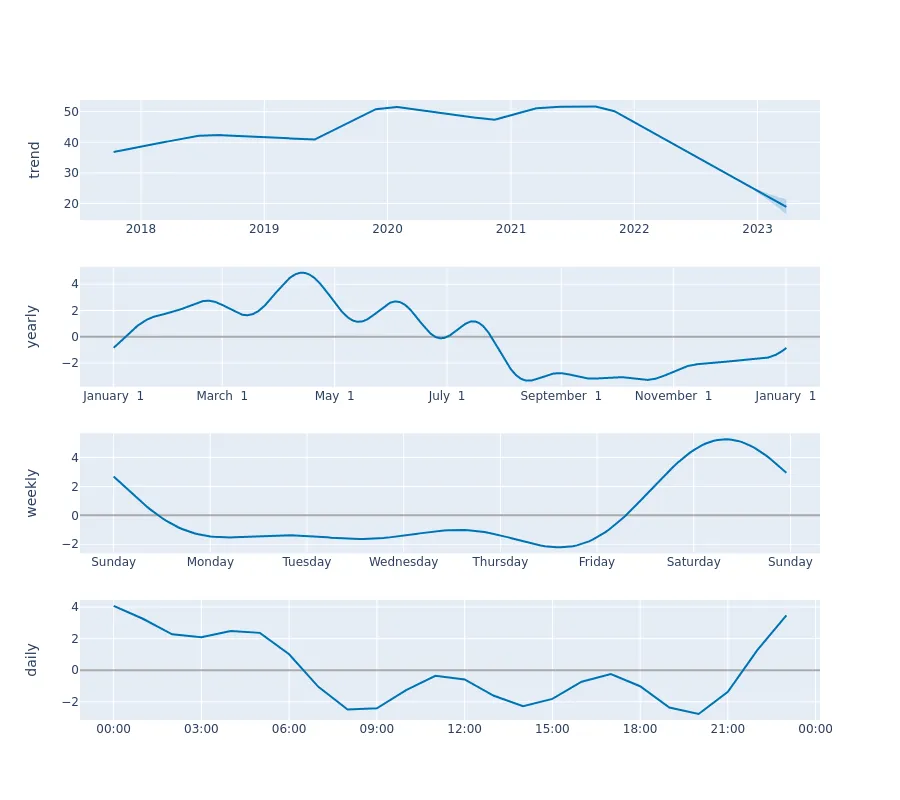 trend
50
40
30
20
2018 2019 2020 2021 2022 2023
yearly
4
2
0
−2
January 1 March 1 May 1 July 1 September 1 November 1 January 1
weekly
4
2
0
−2
Sunday Monday Tuesday Wednesday Thursday Friday Saturday Sunday
daily
4
2
0
−2
00:00 03:00 06:00 09:00 12:00 15:00 18:00 21:00 00:00